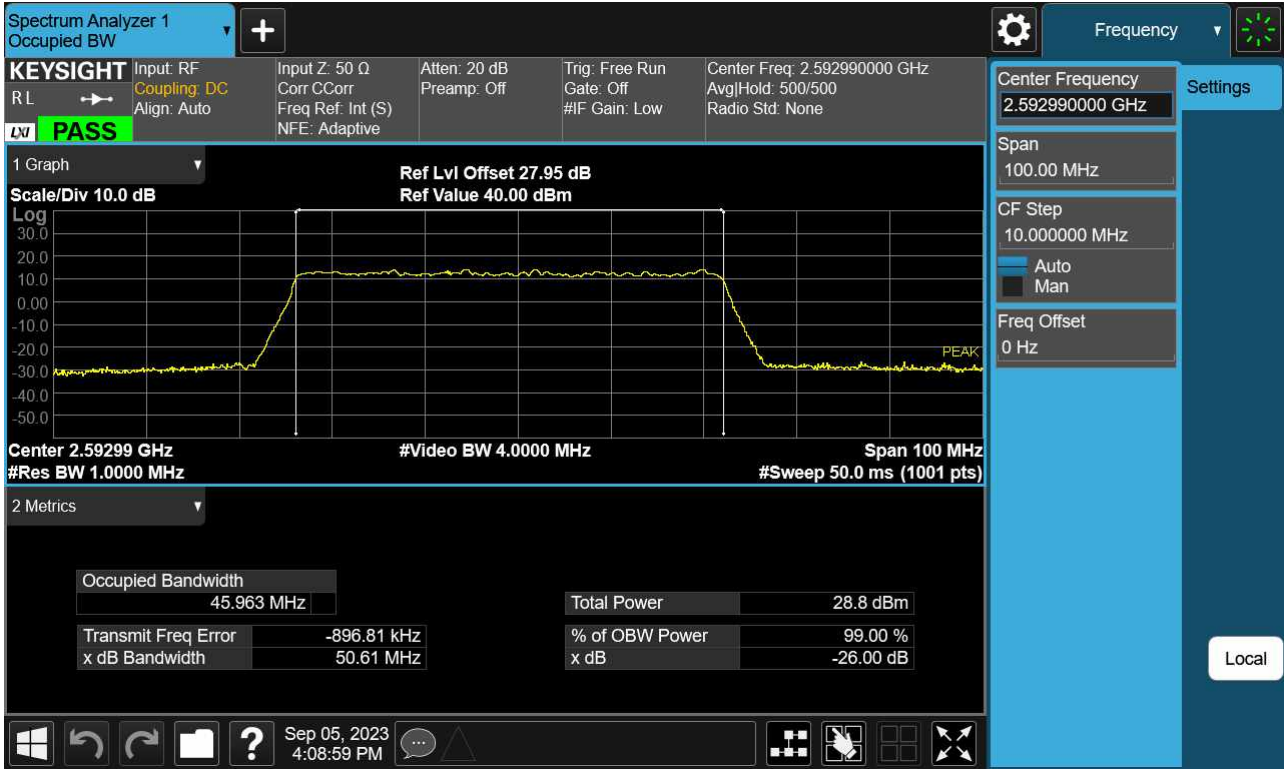 Spectrum Analyzer 1
Occupied BW
Frequency
KEYSIGHT
R L
LXI
PASS
Input: RF
Coupling: DC
Align: Auto
Input Z: 50 Ω
Corr CCorr
Freq Ref: Int (S)
NFE: Adaptive
Atten: 20 dB
Preamp: Off
Trig: Free Run
Gate: Off
#IF Gain: Low
Center Freq: 2.592990000 GHz
Avg|Hold: 500/500
Radio Std: None
1 Graph
Scale/Div 10.0 dB
Ref Lvl Offset 27.95 dB
Ref Value 40.00 dBm
Log
30.0
20.0
10.0
0.00
-10.0
-20.0
-30.0
-40.0
-50.0
PEAK
Center 2.59299 GHz
#Video BW 4.0000 MHz
Span 100 MHz
#Res BW 1.0000 MHz
#Sweep 50.0 ms (1001 pts)
2 Metrics
Occupied Bandwidth
45.963 MHz
Transmit Freq Error -896.81 kHz
x dB Bandwidth 50.61 MHz
Total Power 28.8 dBm
% of OBW Power 99.00 %
x dB -26.00 dB
Center Frequency
2.592990000 GHz
Span
100.00 MHz
CF Step
10.000000 MHz
Auto
Man
Freq Offset
0 Hz
Settings
Local
?
Sep 05, 2023
4:08:59 PM